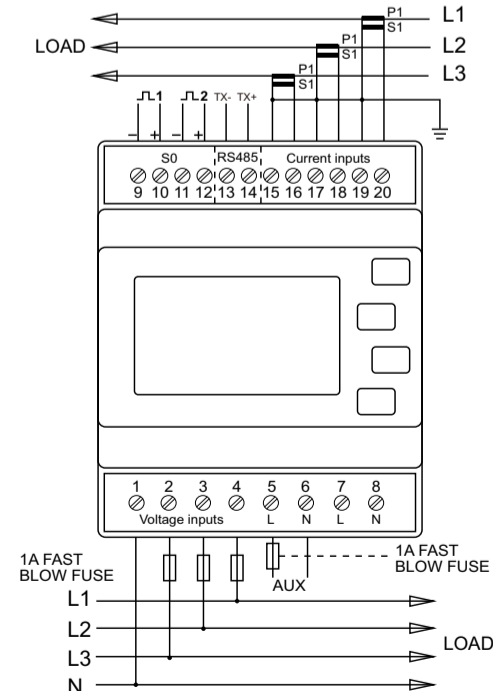 L1
P1
S1
LOAD
P1
S1
L2
P1
S1
L3
1
2
TX-
TX+
−
+
−
+
S0
RS485
Current inputs
9 10 11 12 13 14 15 16 17 18 19 20
1 2 3 4 5 6 7 8
Voltage inputs
L N L N
1A FAST
BLOW FUSE
AUX
1A FAST
BLOW FUSE
L1
L2
L3
N
LOAD